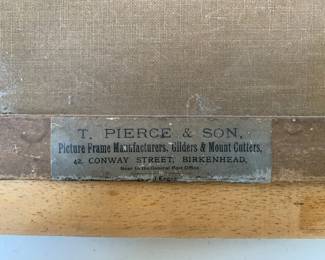 T. PIERCE & SON,
Picture Frame Manufacturers, Gilders & Mount Cutters,
42, CONWAY STREET, BIRKENHEAD,
Near to the General Post Office